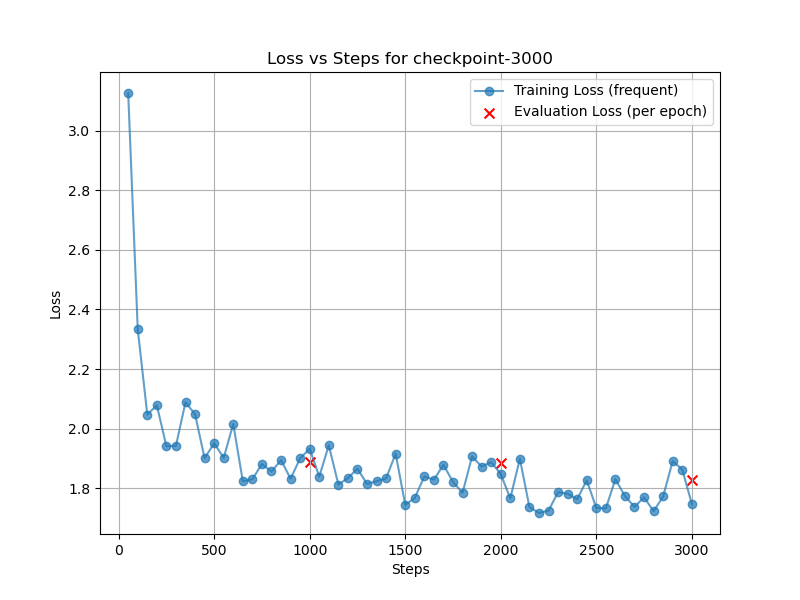 Loss vs Steps for checkpoint-3000
Training Loss (frequent)
Evaluation Loss (per epoch)
3.0
2.8
2.6
2.4
2.2
2.0
1.8
Loss
0 500 1000 1500 2000 2500 3000
Steps